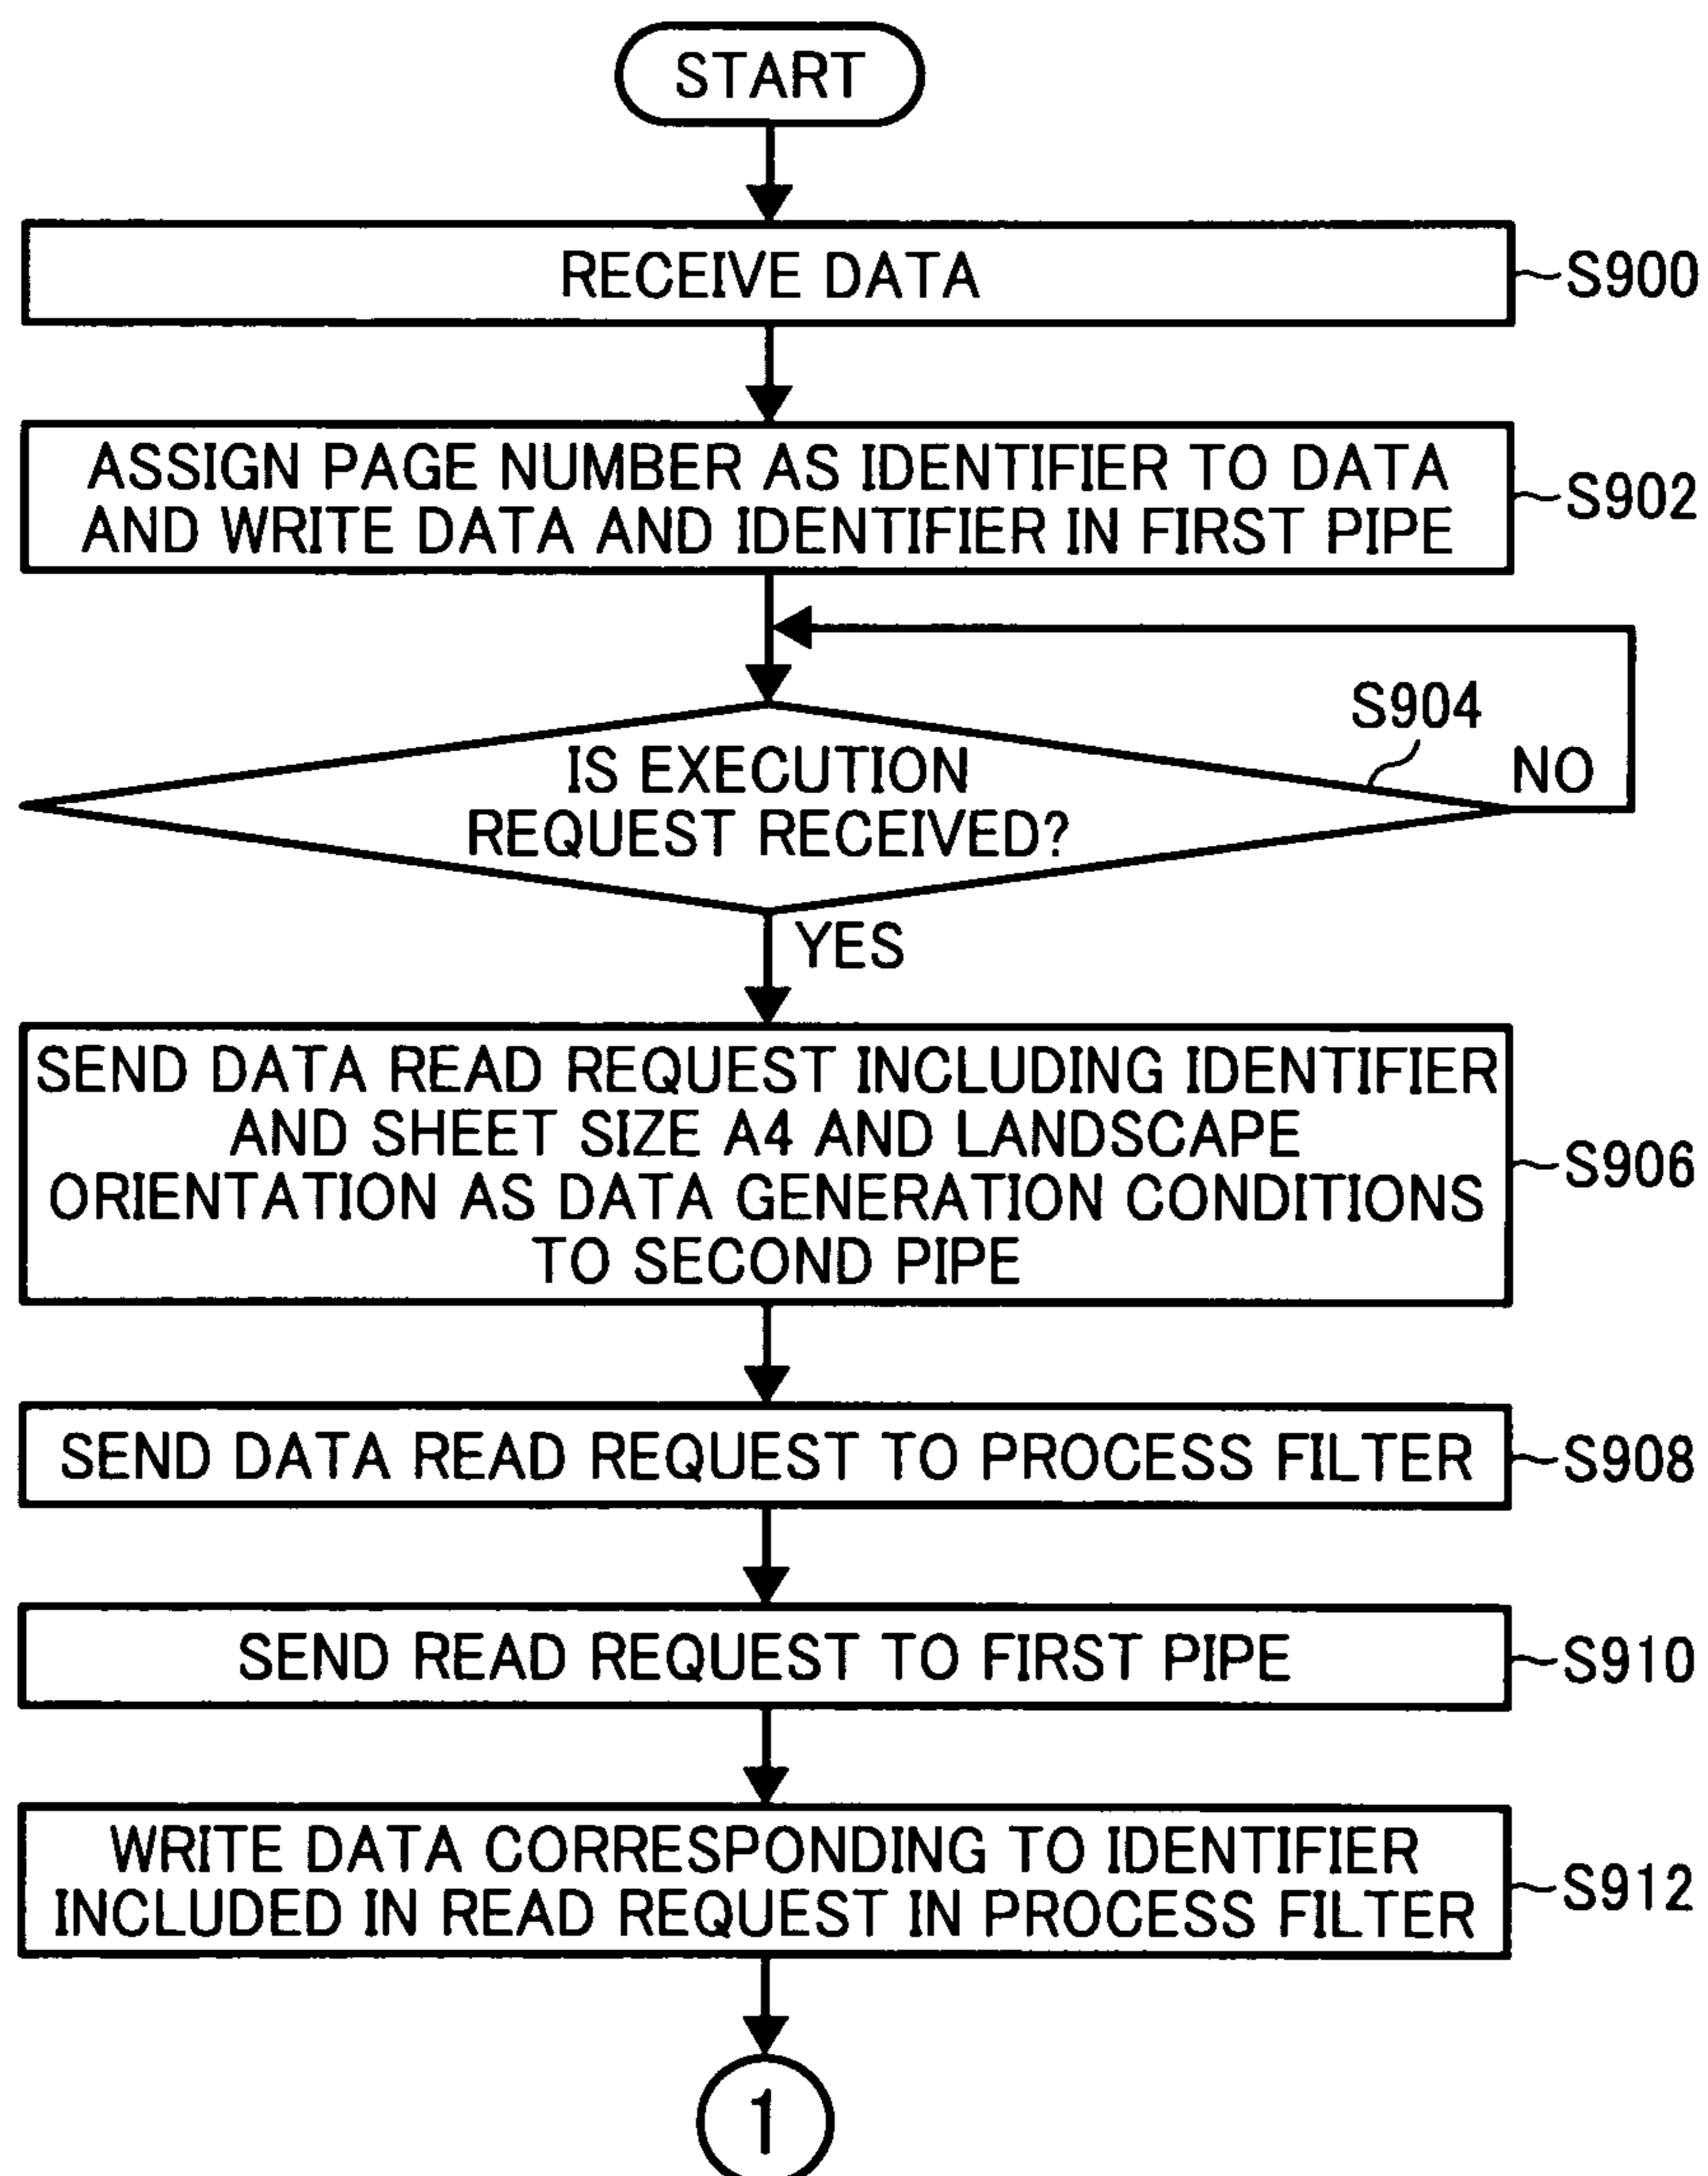 START
RECEIVE DATA
S900
ASSIGN PAGE NUMBER AS IDENTIFIER TO DATA
AND WRITE DATA AND IDENTIFIER IN FIRST PIPE
S902
S904
NO
IS EXECUTION
REQUEST RECEIVED?
YES
SEND DATA READ REQUEST INCLUDING IDENTIFIER
AND SHEET SIZE A4 AND LANDSCAPE
ORIENTATION AS DATA GENERATION CONDITIONS
TO SECOND PIPE
S906
SEND DATA READ REQUEST TO PROCESS FILTER
S908
SEND READ REQUEST TO FIRST PIPE
S910
WRITE DATA CORRESPONDING TO IDENTIFIER
INCLUDED IN READ REQUEST IN PROCESS FILTER
S912
1